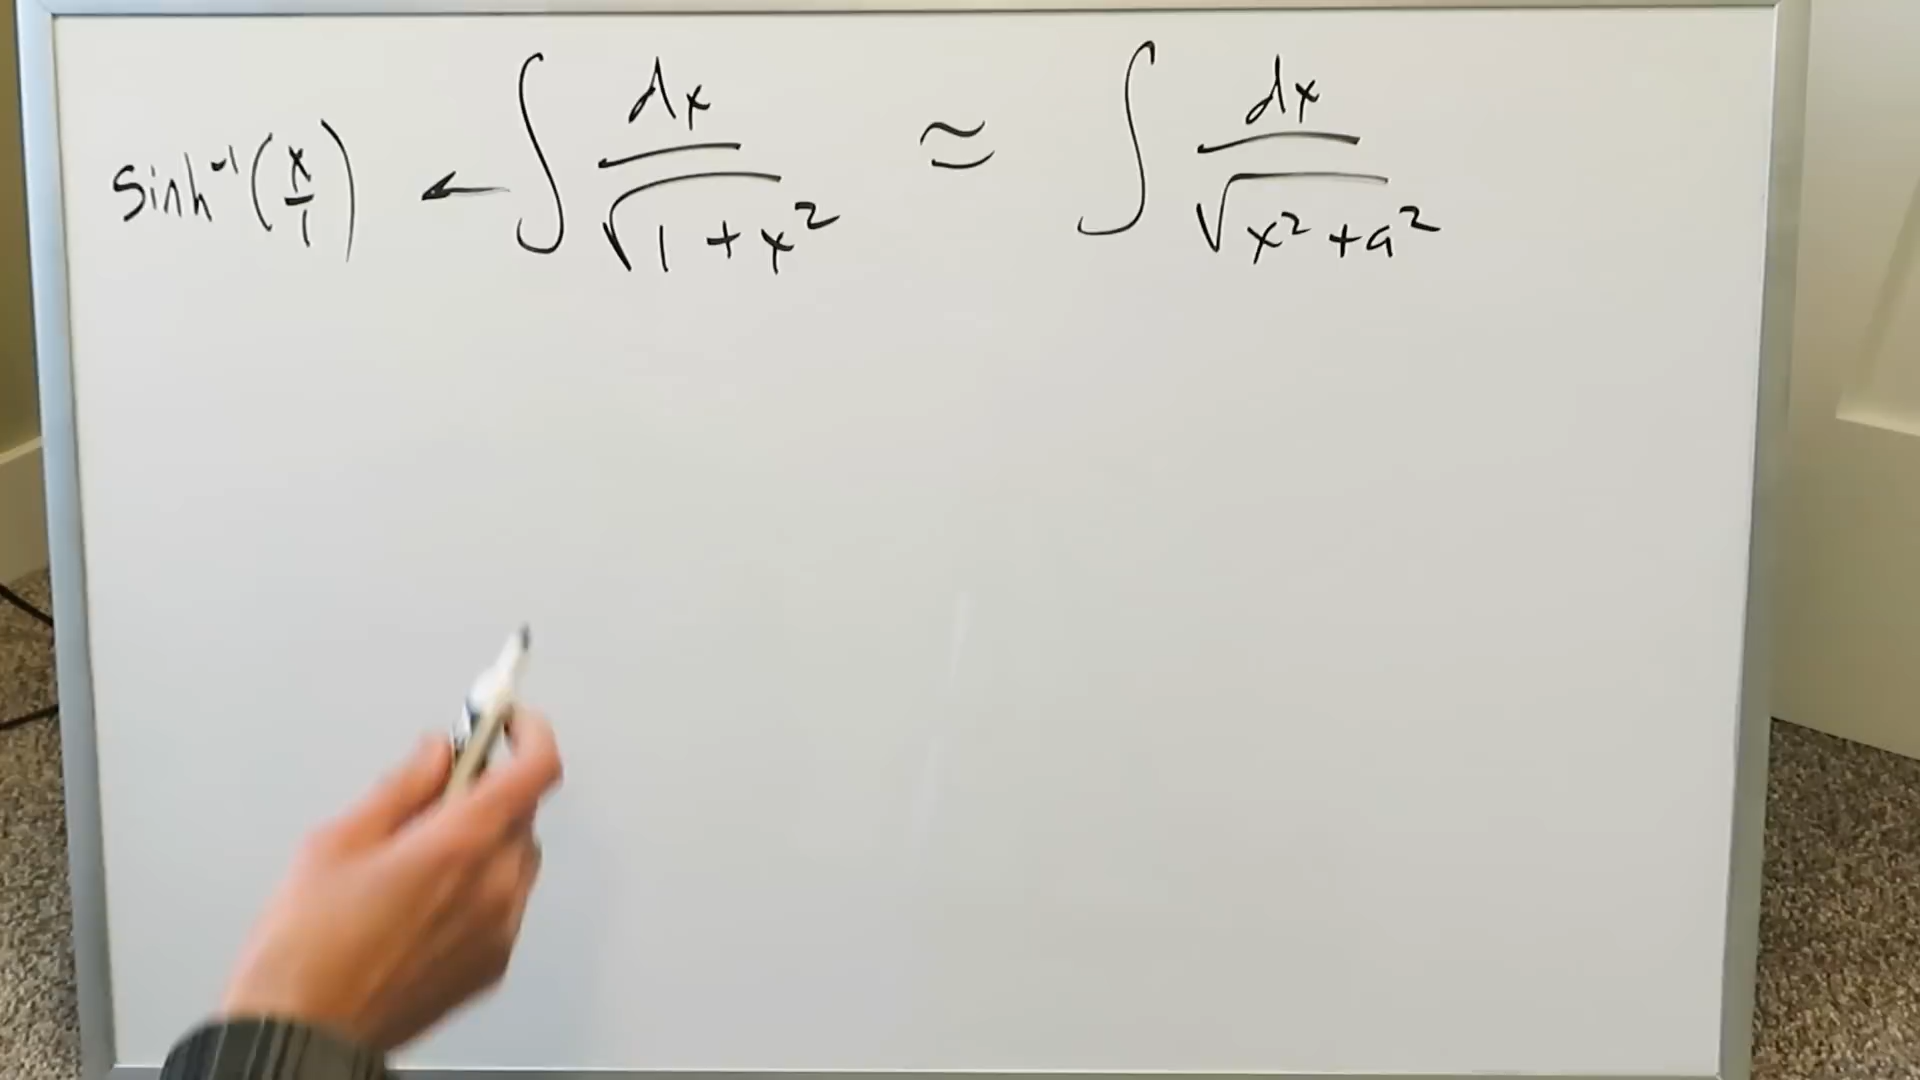 sinh⁻¹(x/1) ← ∫ dx/√(1 + x²) ≈ ∫ dx/√(x² + a²)